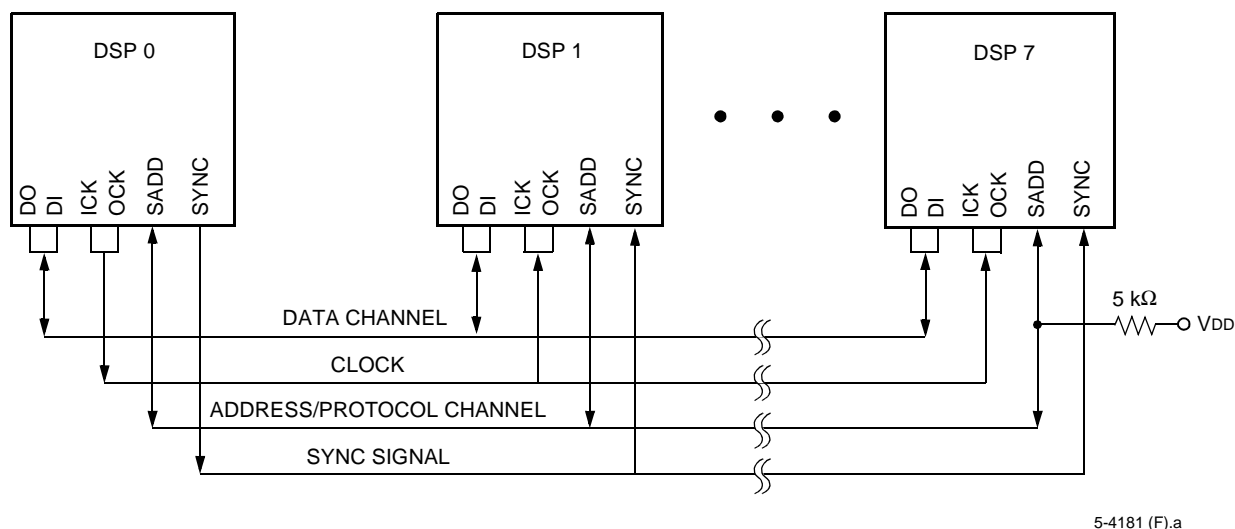 DSP 0
DSP 1
DSP 7
DO
DI
ICK
OCK
SADD
SYNC
DO
DI
ICK
OCK
SADD
SYNC
DO
DI
ICK
OCK
SADD
SYNC
5 kΩ
VDD
DATA CHANNEL
CLOCK
ADDRESS/PROTOCOL CHANNEL
SYNC SIGNAL
5-4181 (F).a